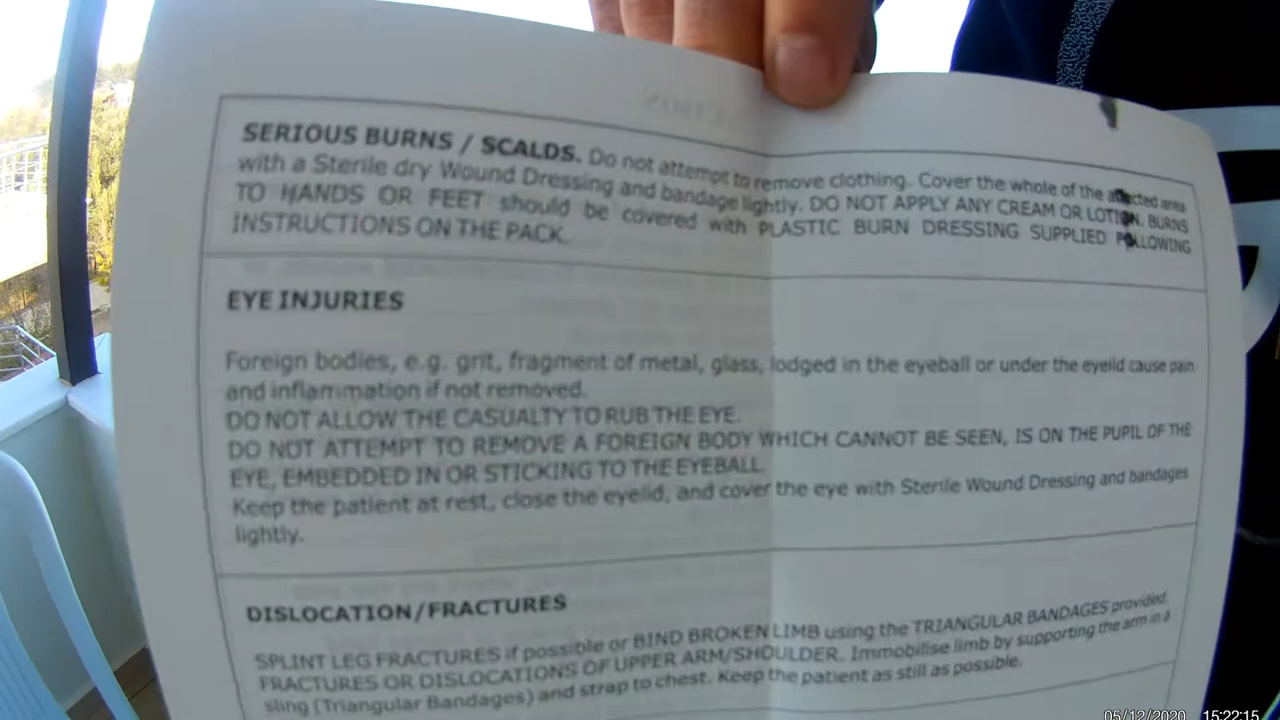 SERIOUS BURNS / SCALDS. Do not attempt to remove clothing. Cover the whole of the affected area
with a Sterile dry Wound Dressing and bandage lightly. DO NOT APPLY ANY CREAM OR LOTION. BURNS
TO HANDS OR FEET should be covered with PLASTIC BURN DRESSING SUPPLIED FOLLOWING
INSTRUCTIONS ON THE PACK.
EYE INJURIES
Foreign bodies, e.g. grit, fragment of metal, glass, lodged in the eyeball or under the eyelid cause pain
and inflammation if not removed.
DO NOT ALLOW THE CASUALTY TO RUB THE EYE.
DO NOT ATTEMPT TO REMOVE A FOREIGN BODY WHICH CANNOT BE SEEN, IS ON THE PUPIL OF THE
EYE, EMBEDDED IN OR STICKING TO THE EYEBALL.
Keep the patient at rest, close the eyelid, and cover the eye with Sterile Wound Dressing and bandages
lightly.
DISLOCATION/FRACTURES
SPLINT LEG FRACTURES if possible or BIND BROKEN LIMB using the TRIANGULAR BANDAGES provided.
FRACTURES OR DISLOCATIONS OF UPPER ARM/SHOULDER. Immobilise limb by supporting the arm in a
sling (Triangular Bandages) and strap to chest. Keep the patient as still as possible.
05/12/2020 15:22:15